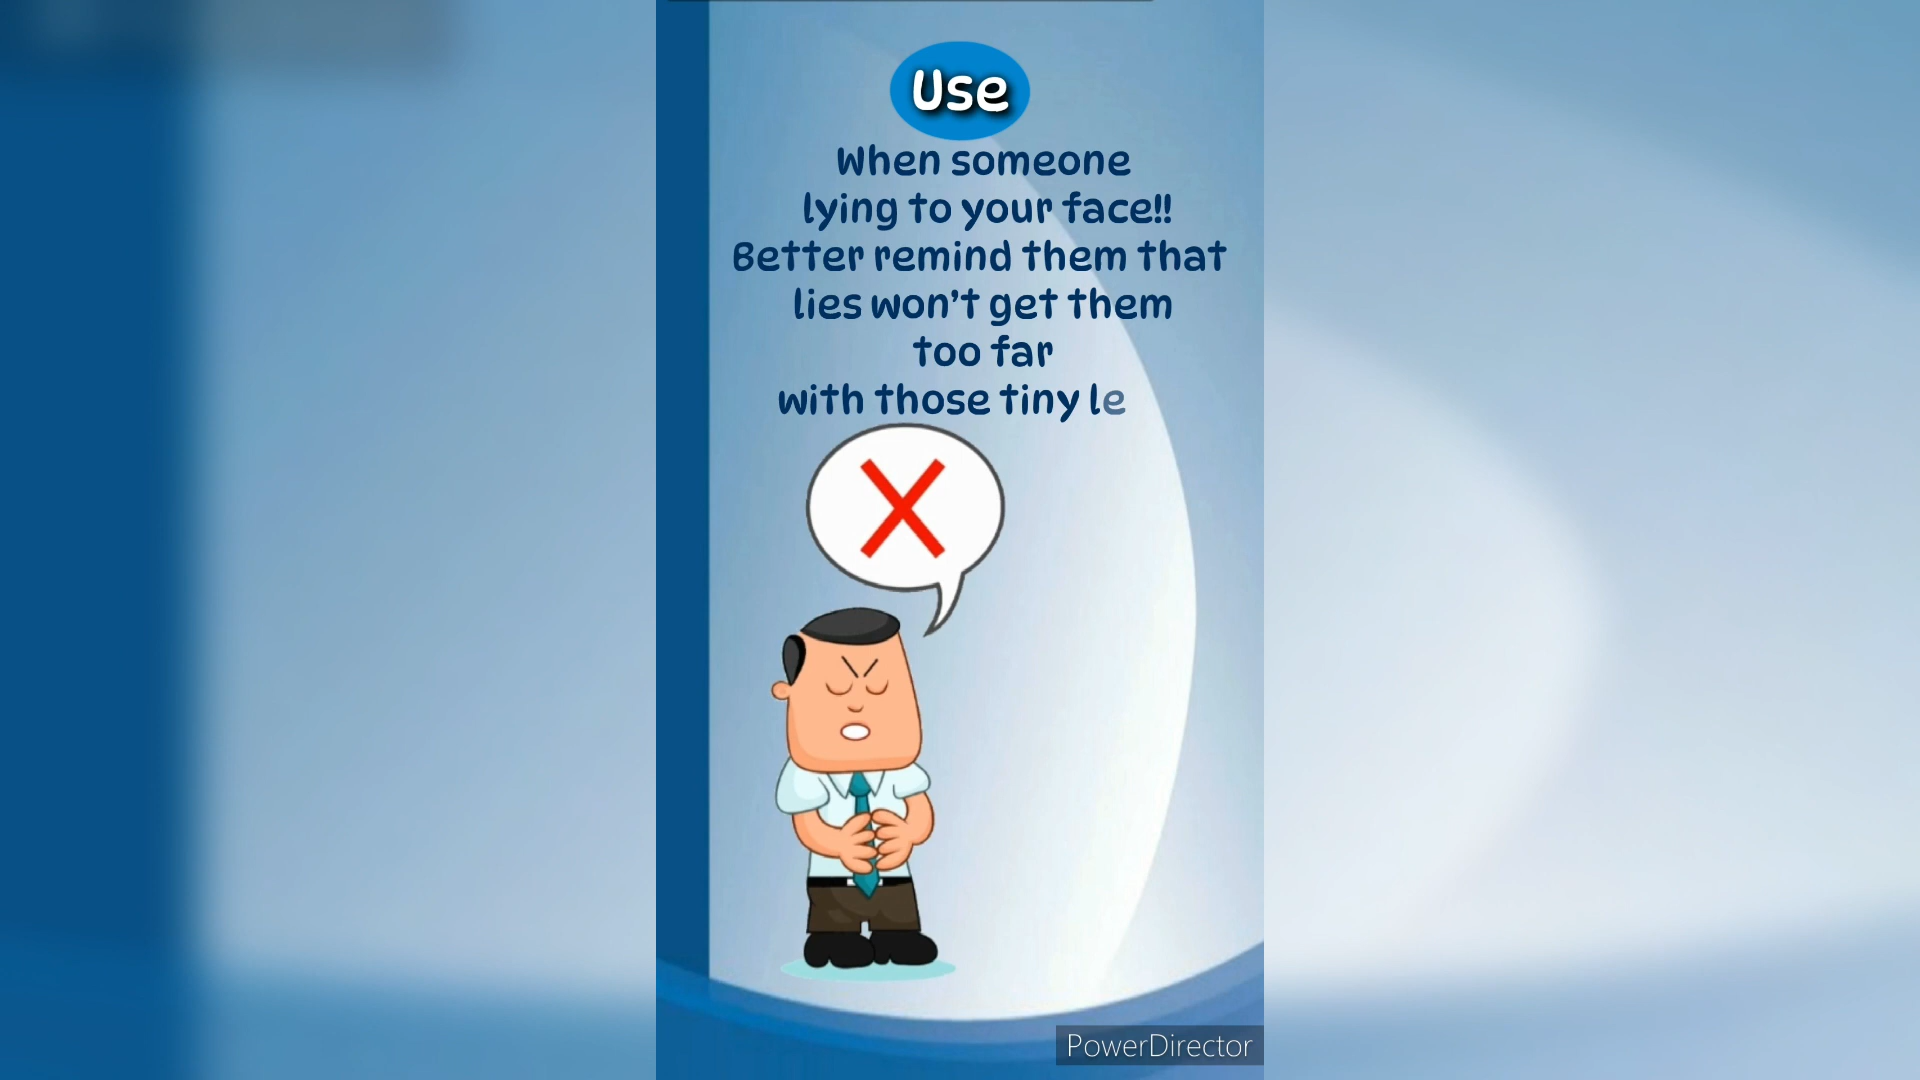 Use
When someone
lying to your face!!
Better remind them that
lies won't get them
too far
with those tiny le
PowerDirector